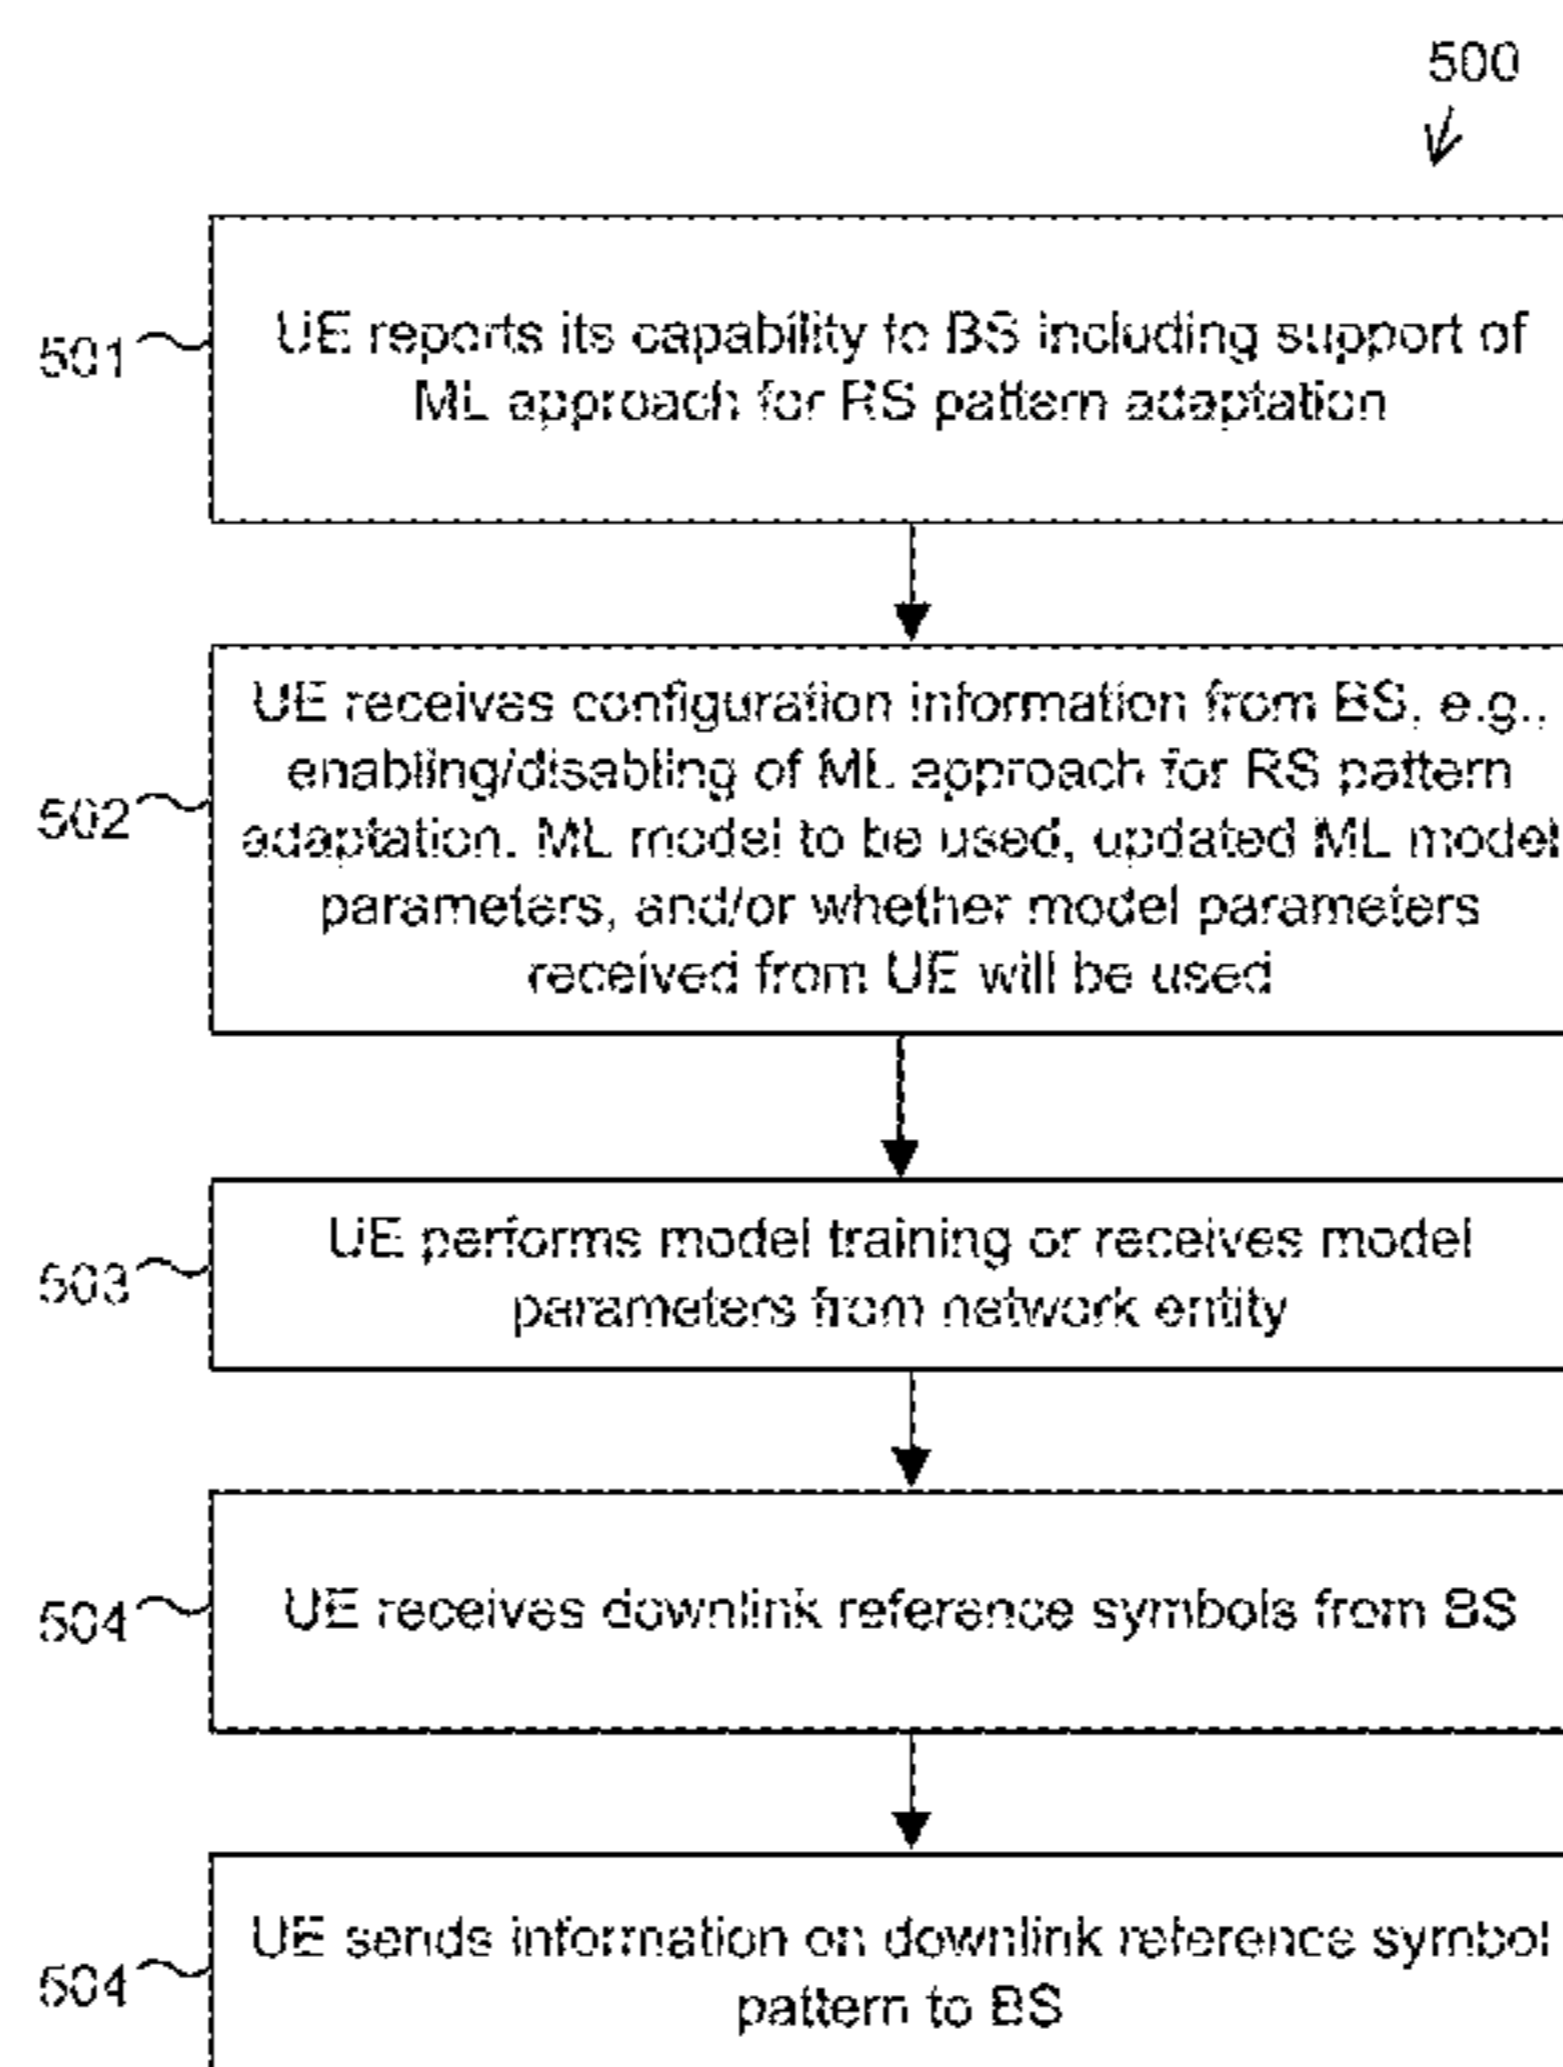 500
501
UE reports its capability to BS including support of
ML approach for RS pattern adaptation
502
UE receives configuration information from BS, e.g.,
enabling/disabling of ML approach for RS pattern
adaptation, ML model to be used, updated ML model
parameters, and/or whether model parameters
received from UE will be used
503
UE performs model training or receives model
parameters from network entity
504
UE receives downlink reference symbols from BS
504
UE sends information on downlink reference symbol
pattern to BS